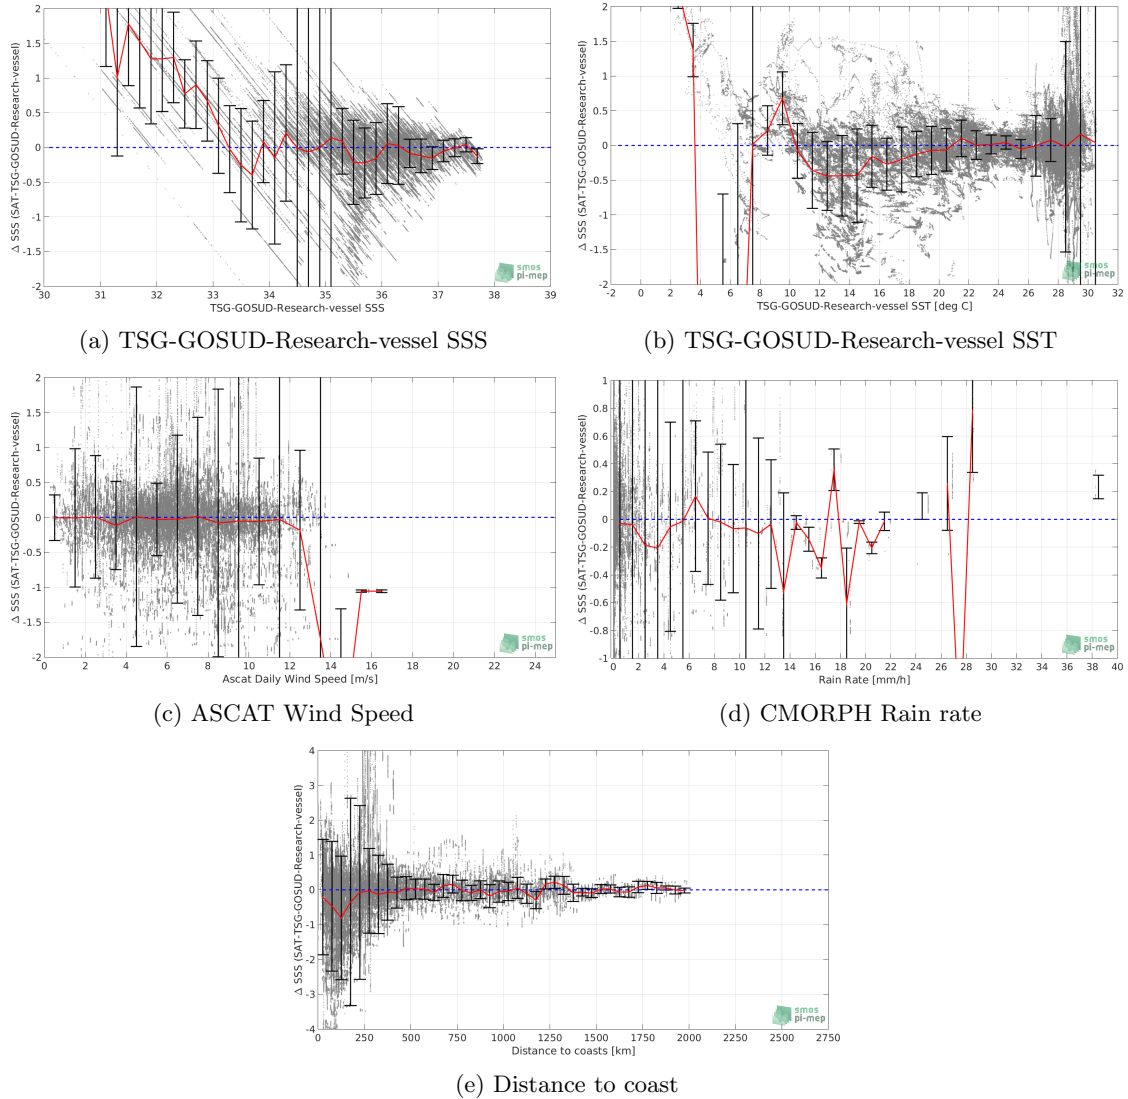 2
1.5
1
0.5
0
-0.5
-1
-1.5
-2
Δ SSS (SAT-TSG-GOSUD-Research-vessel)
30 31 32 33 34 35 36 37 38 39
TSG-GOSUD-Research-vessel SSS
smos
pi-mep
(a) TSG-GOSUD-Research-vessel SSS
2
1.5
1
0.5
0
-0.5
-1
-1.5
-2
Δ SSS (SAT-TSG-GOSUD-Research-vessel)
-2 0 2 4 6 8 10 12 14 16 18 20 22 24 26 28 30 32
TSG-GOSUD-Research-vessel SST [deg C]
smos
pi-mep
(b) TSG-GOSUD-Research-vessel SST
2
1.5
1
0.5
0
-0.5
-1
-1.5
-2
Δ SSS (SAT-TSG-GOSUD-Research-vessel)
0 2 4 6 8 10 12 14 16 18 20 22 24
Ascat Daily Wind Speed [m/s]
smos
pi-mep
(c) ASCAT Wind Speed
1
0.8
0.6
0.4
0.2
0
-0.2
-0.4
-0.6
-0.8
-1
Δ SSS (SAT-TSG-GOSUD-Research-vessel)
0 2 4 6 8 10 12 14 16 18 20 22 24 26 28 30 32 34 36 38 40
Rain Rate [mm/h]
smos
pi-mep
(d) CMORPH Rain rate
4
3
2
1
0
-1
-2
-3
-4
Δ SSS (SAT-TSG-GOSUD-Research-vessel)
0 250 500 750 1000 1250 1500 1750 2000 2250 2500 2750
Distance to coasts [km]
smos
pi-mep
(e) Distance to coast